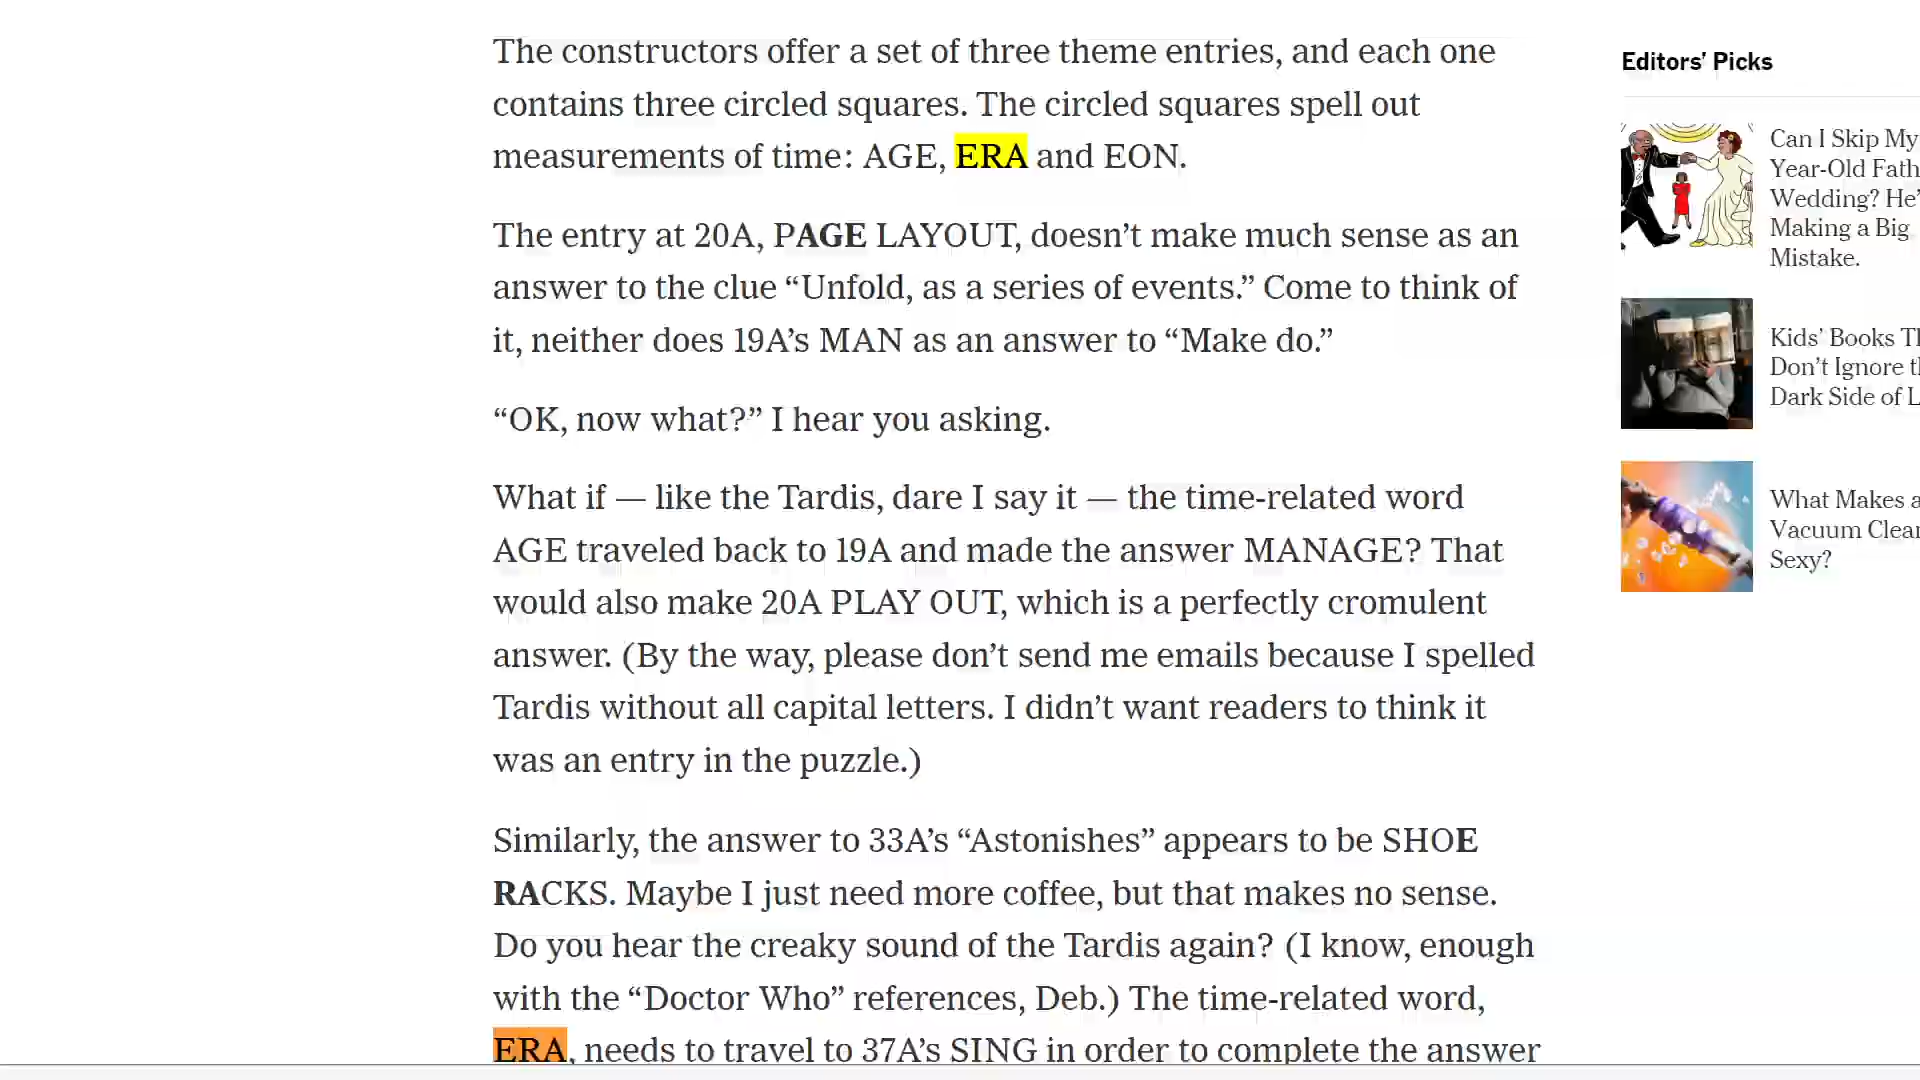 The constructors offer a set of three theme entries, and each one
contains three circled squares. The circled squares spell out
measurements of time: AGE, ERA and EON.
The entry at 20A, PAGE LAYOUT, doesn’t make much sense as an
answer to the clue “Unfold, as a series of events.” Come to think of
it, neither does 19A’s MAN as an answer to “Make do.”
“OK, now what?” I hear you asking.
What if — like the Tardis, dare I say it — the time-related word
AGE traveled back to 19A and made the answer MANAGE? That
would also make 20A PLAY OUT, which is a perfectly cromulent
answer. (By the way, please don’t send me emails because I spelled
Tardis without all capital letters. I didn’t want readers to think it
was an entry in the puzzle.)
Similarly, the answer to 33A’s “Astonishes” appears to be SHOE
RACKS. Maybe I just need more coffee, but that makes no sense.
Do you hear the creaky sound of the Tardis again? (I know, enough
with the “Doctor Who” references, Deb.) The time-related word,
ERA, needs to travel to 37A’s SING in order to complete the answer
Editors’ Picks
Can I Skip My
Year-Old
Wedding?
Making a Big
Mistake.
Kids’ Books
Don’t Ignore
Dark Side of
What Makes
Vacuum
Sexy?